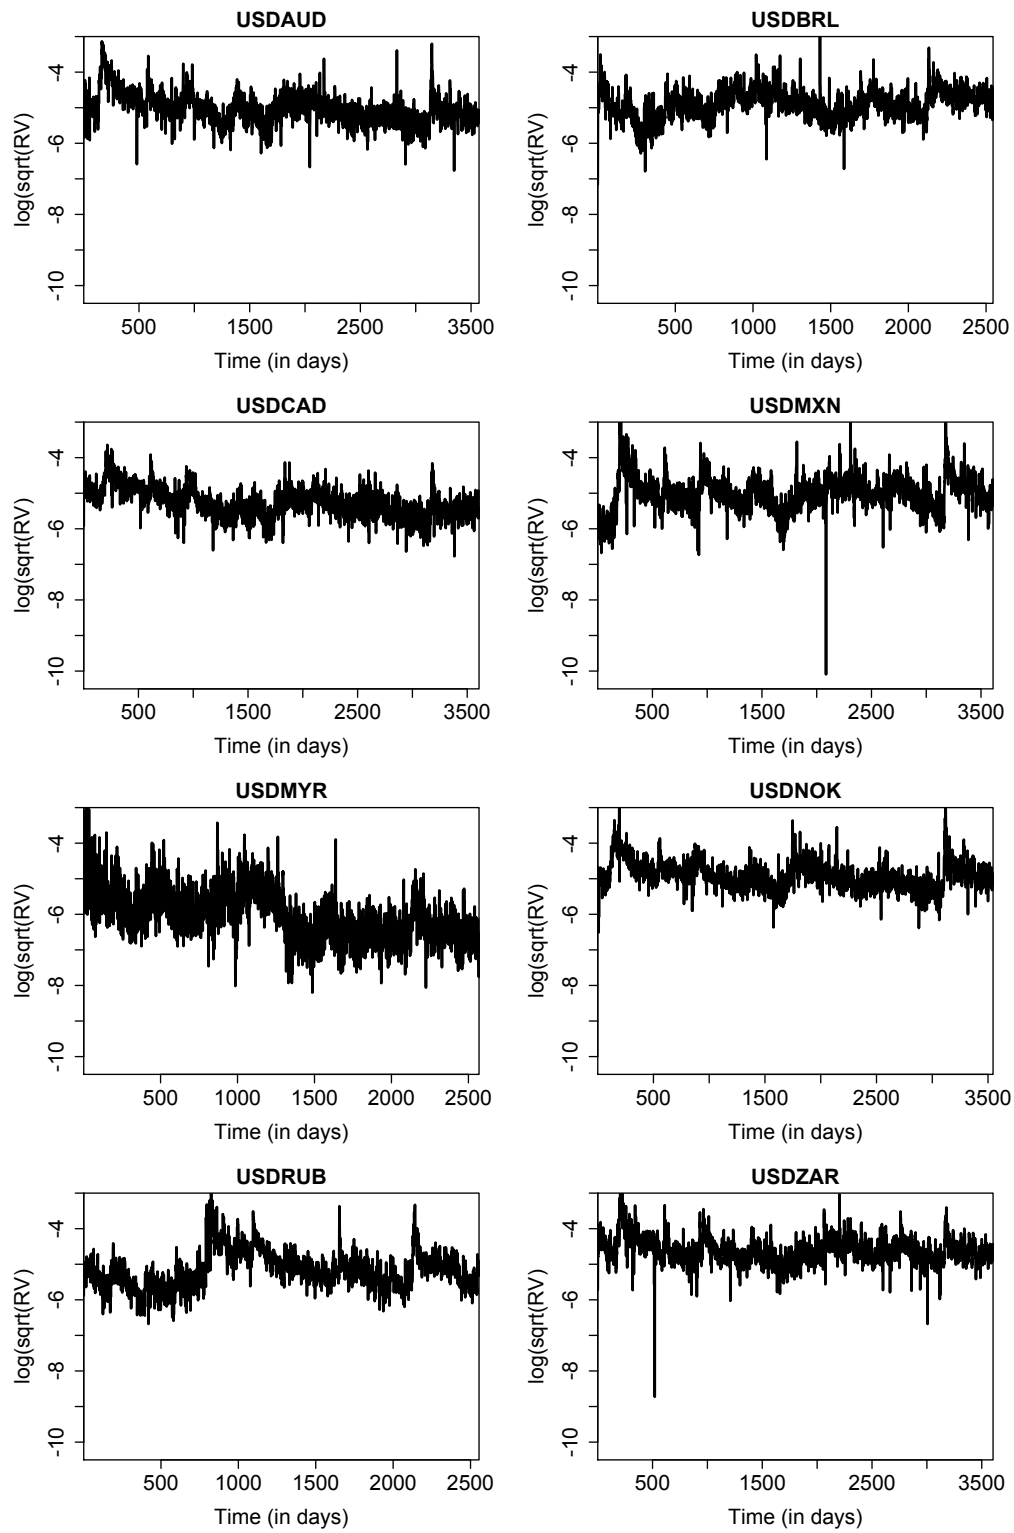 USDAUD
log(sqrt(RV)
-4
-6
-8
-10
500 1500 2500 3500
Time (in days)
USDBRL
log(sqrt(RV)
-4
-6
-8
-10
500 1000 1500 2000 2500
Time (in days)
USDCAD
log(sqrt(RV)
-4
-6
-8
-10
500 1500 2500 3500
Time (in days)
USDMXN
log(sqrt(RV)
-4
-6
-8
-10
500 1500 2500 3500
Time (in days)
USDMYR
log(sqrt(RV)
-4
-6
-8
-10
500 1000 1500 2000 2500
Time (in days)
USDNOK
log(sqrt(RV)
-4
-6
-8
-10
500 1500 2500 3500
Time (in days)
USDRUB
log(sqrt(RV)
-4
-6
-8
-10
500 1000 1500 2000 2500
Time (in days)
USDZAR
log(sqrt(RV)
-4
-6
-8
-10
500 1500 2500 3500
Time (in days)